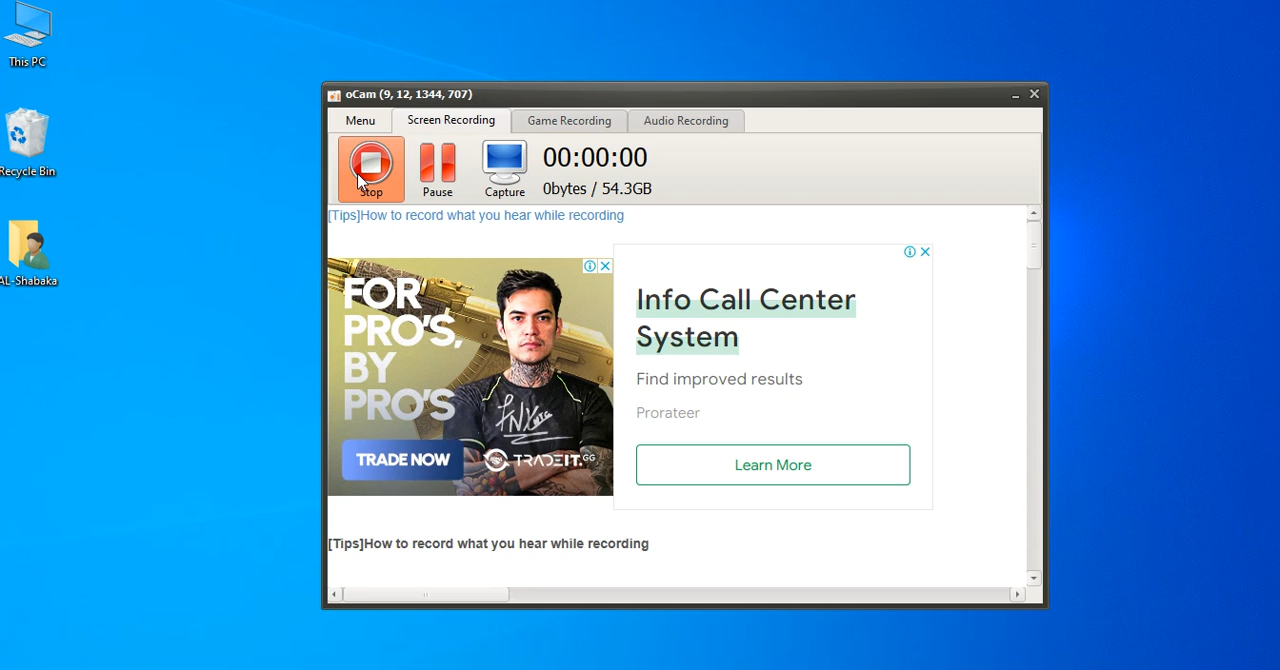 This PC
Recycle Bin
AL-Shabaka
oCam (9, 12, 1344, 707)
Menu
Screen Recording
Game Recording
Audio Recording
Stop
Pause
Capture
00:00:00
0bytes / 54.3GB
[Tips]How to record what you hear while recording
FOR
PRO'S,
BY
PRO'S
TRADE NOW
TRADEIT.GG
Info Call Center
System
Find improved results
Prorateer
Learn More
[Tips]How to record what you hear while recording